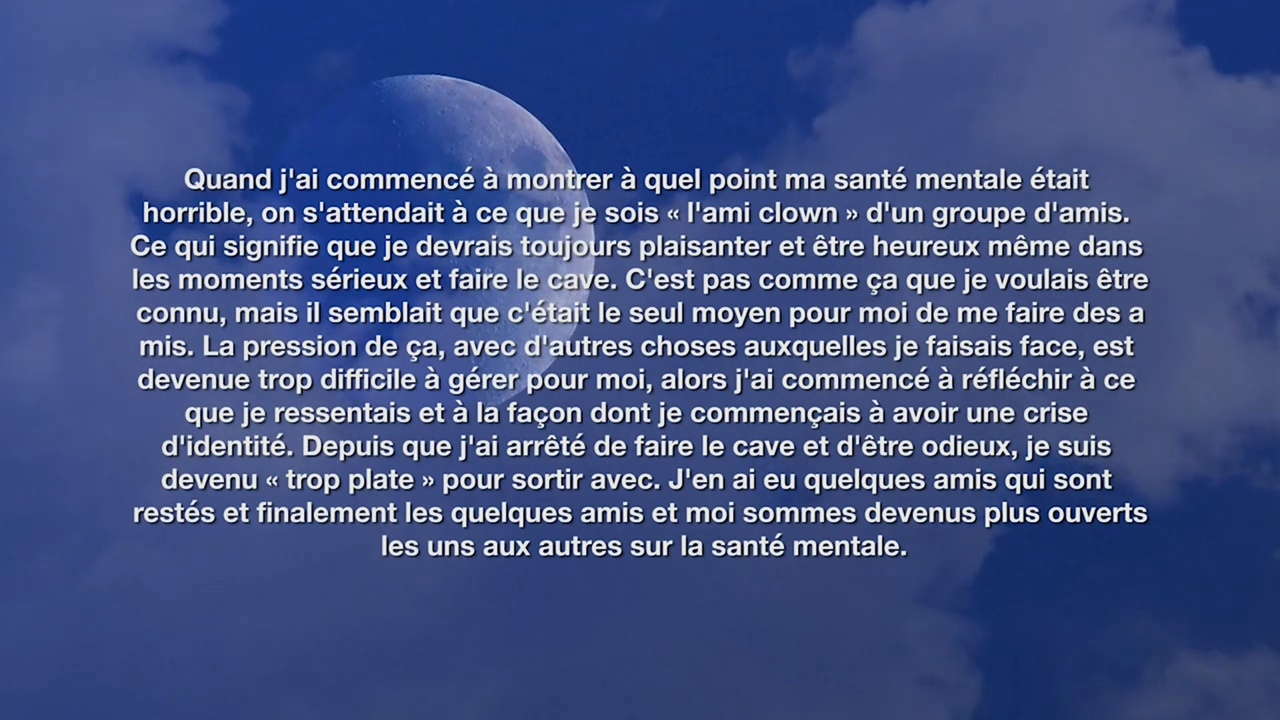 Quand j'ai commencé à montrer à quel point ma santé mentale était
horrible, on s'attendait à ce que je sois « l'ami clown » d'un groupe d'amis.
Ce qui signifie que je devrais toujours plaisanter et être heureux même dans
les moments sérieux et faire le cave. C'est pas comme ça que je voulais être
connu, mais il semblait que c'était le seul moyen pour moi de me faire des a
mis. La pression de ça, avec d'autres choses auxquelles je faisais face, est
devenue trop difficile à gérer pour moi, alors j'ai commencé à réfléchir à ce
que je ressentais et à la façon dont je commençais à avoir une crise
d'identité. Depuis que j'ai arrêté de faire le cave et d'être odieux, je suis
devenu « trop plate » pour sortir avec. J'en ai eu quelques amis qui sont
restés et finalement les quelques amis et moi sommes devenus plus ouverts
les uns aux autres sur la santé mentale.